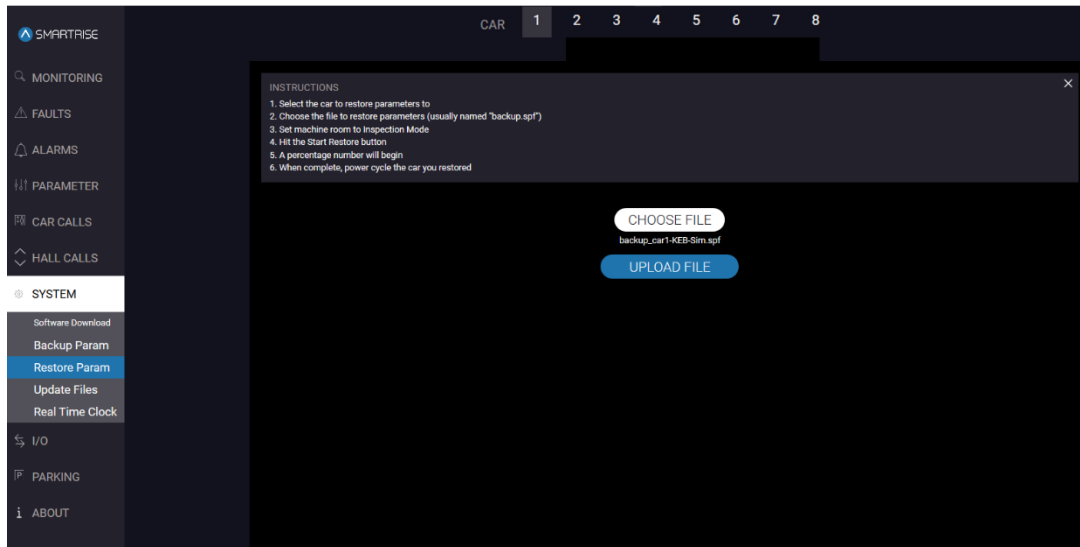 SMARTRISE
CAR 1 2 3 4 5 6 7 8
MONITORING
FAULTS
ALARMS
PARAMETER
CAR CALLS
HALL CALLS
SYSTEM
Software Download
Backup Param
Restore Param
Update Files
Real Time Clock
I/O
P PARKING
i ABOUT
INSTRUCTIONS
1. Select the car to restore parameters to
2. Choose the file to restore parameters (usually named "backup.spf")
3. Set machine room to Inspection Mode
4. Hit the Start Restore button
5. A percentage number will begin
6. When complete, power cycle the car you restored
CHOOSE FILE
backup_car1-KEB-Sim.spf
UPLOAD FILE